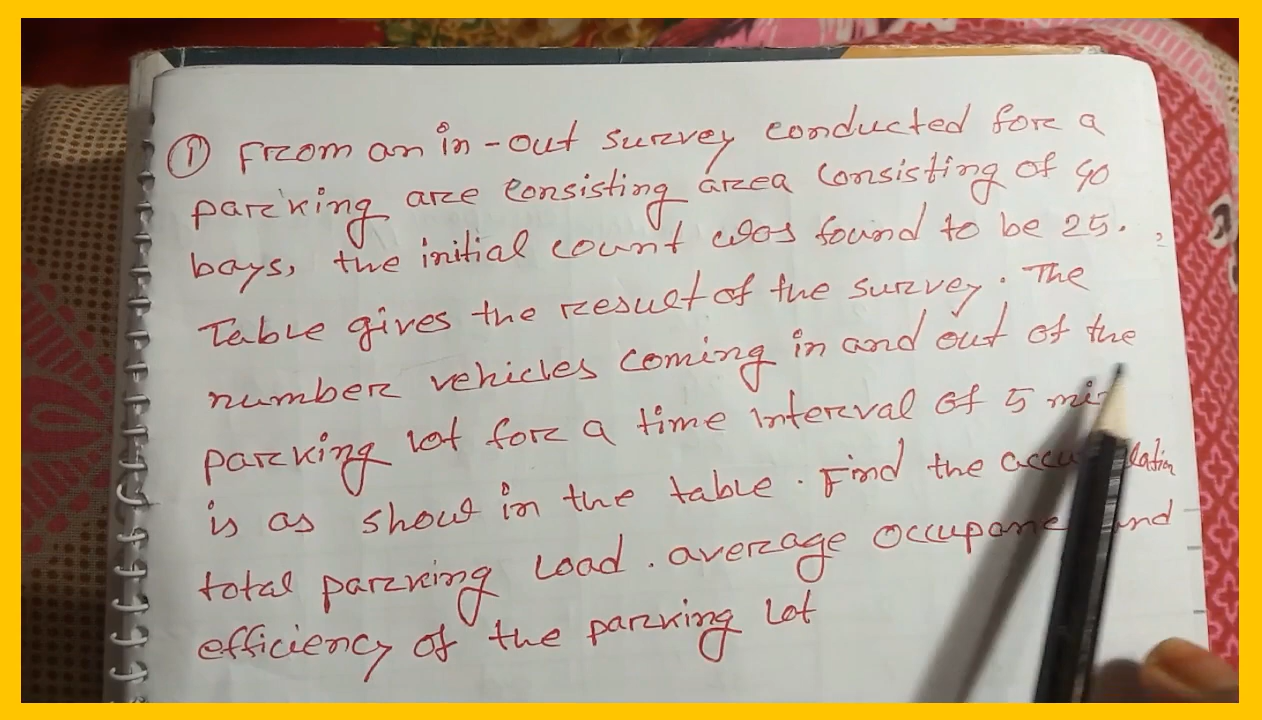 ① From an in-out survey conducted for a
parking are consisting area consisting of 40
bays, the initial count was found to be 25.
Table gives the result of the survey. The
number vehicles coming in and out of the
parking lot for a time interval of 5
is as show in the table. Find the
total parking load. average
efficiency of the parking lot